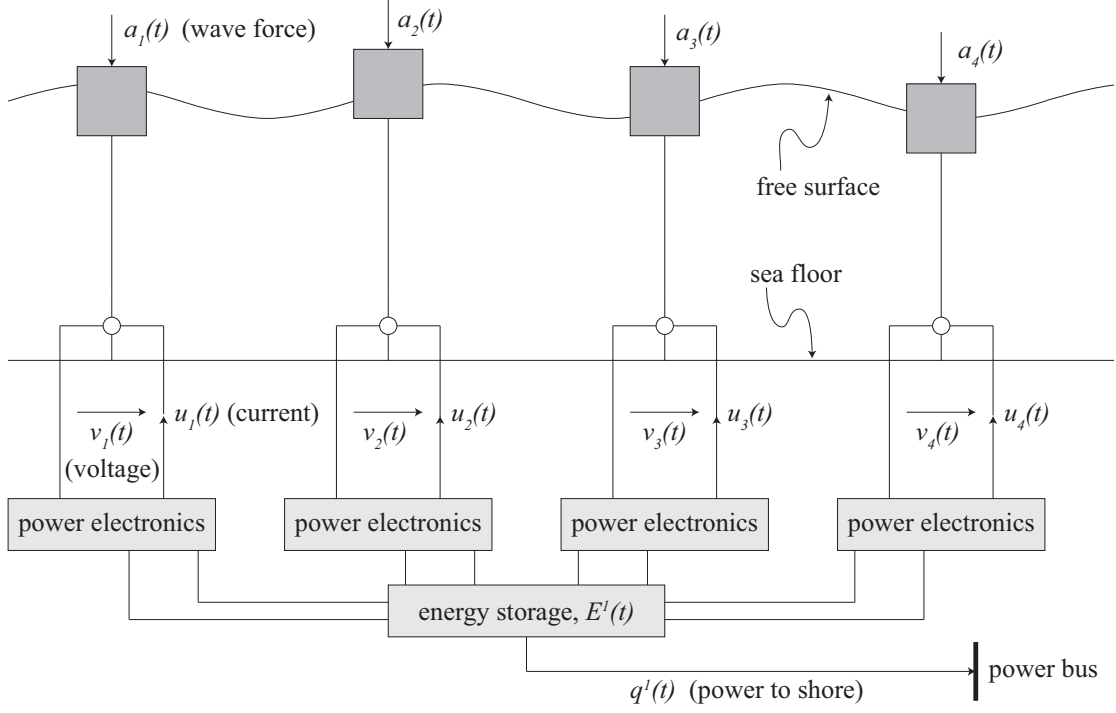 a₁(t) (wave force)
a₂(t)
a₃(t)
a₄(t)
free surface
sea floor
u₁(t) (current)
v₁(t)
(voltage)
u₂(t)
v₂(t)
u₃(t)
v₃(t)
u₄(t)
v₄(t)
power electronics
power electronics
power electronics
power electronics
energy storage, E¹(t)
q¹(t) (power to shore)
power bus